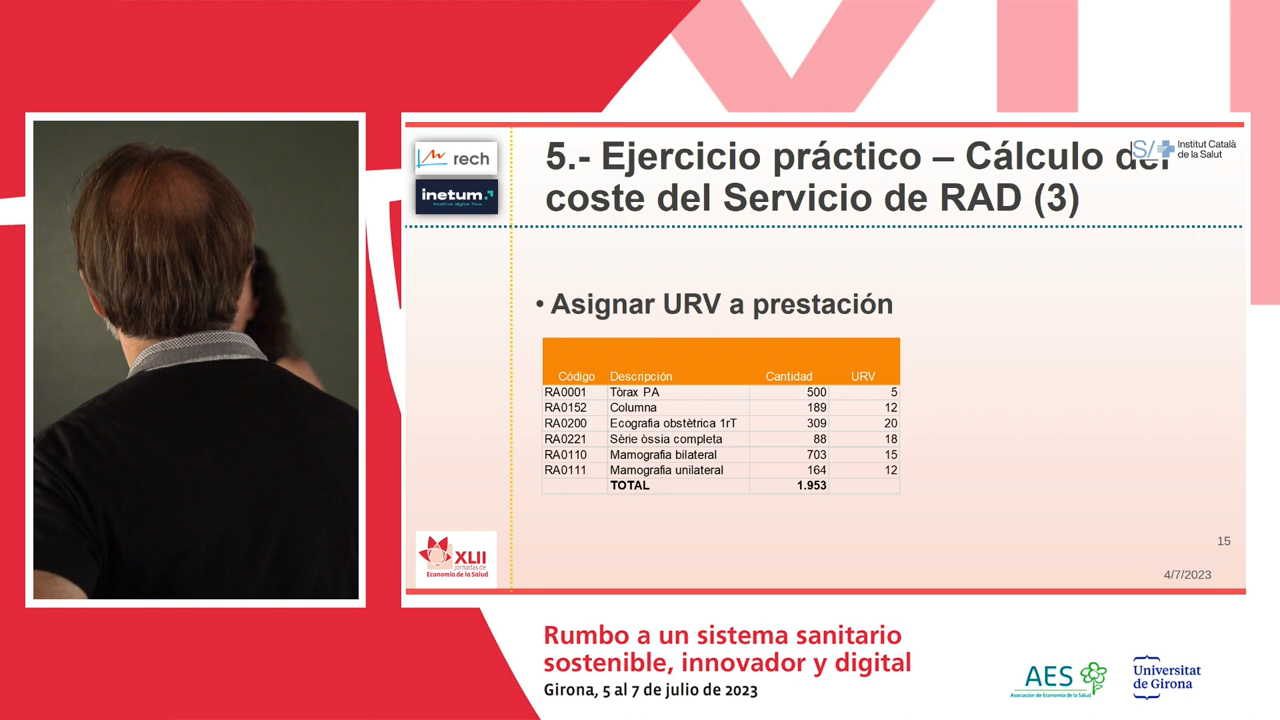 rech
inetum.
5.- Ejercicio práctico – Cálculo del
coste del Servicio de RAD (3)
Institut Català
de la Salut
• Asignar URV a prestación
Código Descripción Cantidad URV
RA0001 Tòrax PA 500 5
RA0152 Columna 189 12
RA0200 Ecografia obstètrica 1rT 309 20
RA0221 Sèrie òssia completa 88 18
RA0110 Mamografia bilateral 703 15
RA0111 Mamografia unilateral 164 12
TOTAL 1.953
XLII
Jornadas de
Economía de la Salud
15
4/7/2023
Rumbo a un sistema sanitario
sostenible, innovador y digital
Girona, 5 al 7 de julio de 2023
AES
Asociación de Economía de la Salud
Universitat
de Girona